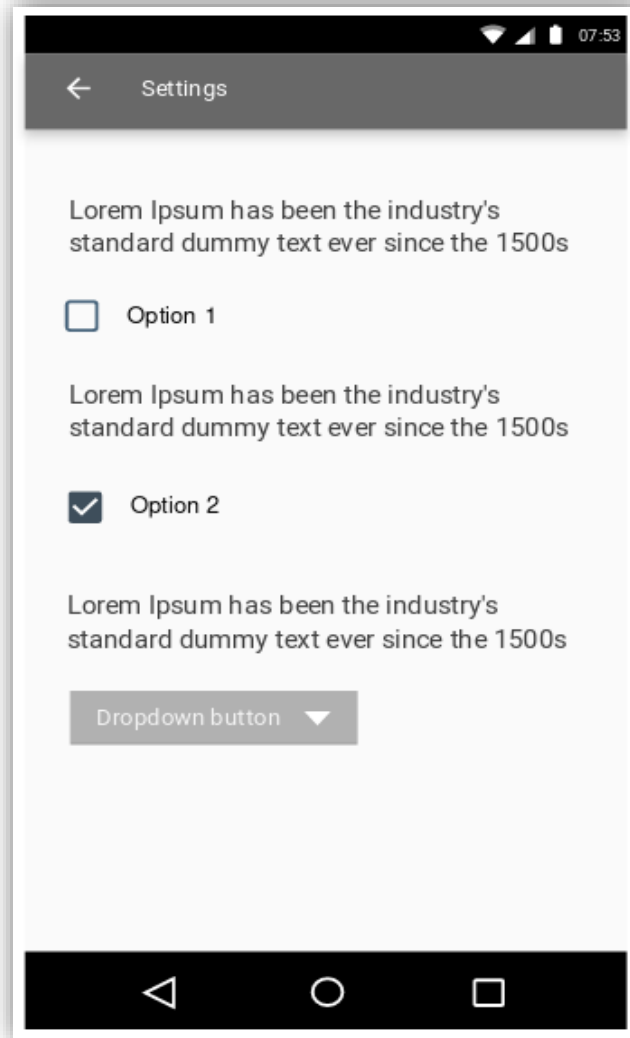 07:53
Settings
Lorem Ipsum has been the industry's
standard dummy text ever since the 1500s
Option 1
Lorem Ipsum has been the industry's
standard dummy text ever since the 1500s
Option 2
Lorem Ipsum has been the industry's
standard dummy text ever since the 1500s
Dropdown button